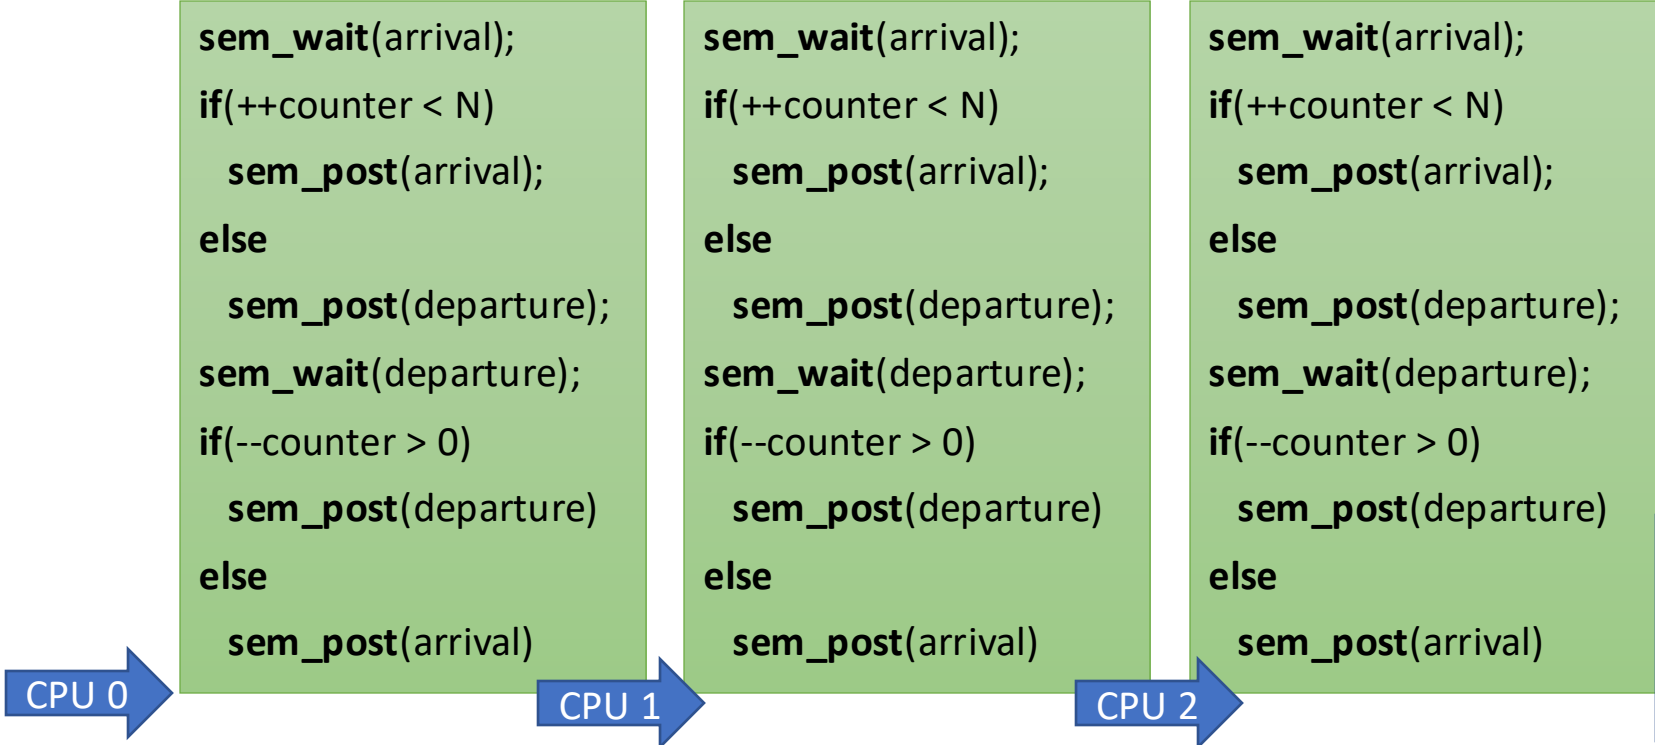 sem_wait(arrival);
if(++counter < N)
sem_post(arrival);
else
sem_post(departure);
sem_wait(departure);
if(--counter > 0)
sem_post(departure)
else
sem_post(arrival)
CPU 0
sem_wait(arrival);
if(++counter < N)
sem_post(arrival);
else
sem_post(departure);
sem_wait(departure);
if(--counter > 0)
sem_post(departure)
else
sem_post(arrival)
CPU 1
sem_wait(arrival);
if(++counter < N)
sem_post(arrival);
else
sem_post(departure);
sem_wait(departure);
if(--counter > 0)
sem_post(departure)
else
sem_post(arrival)
CPU 2